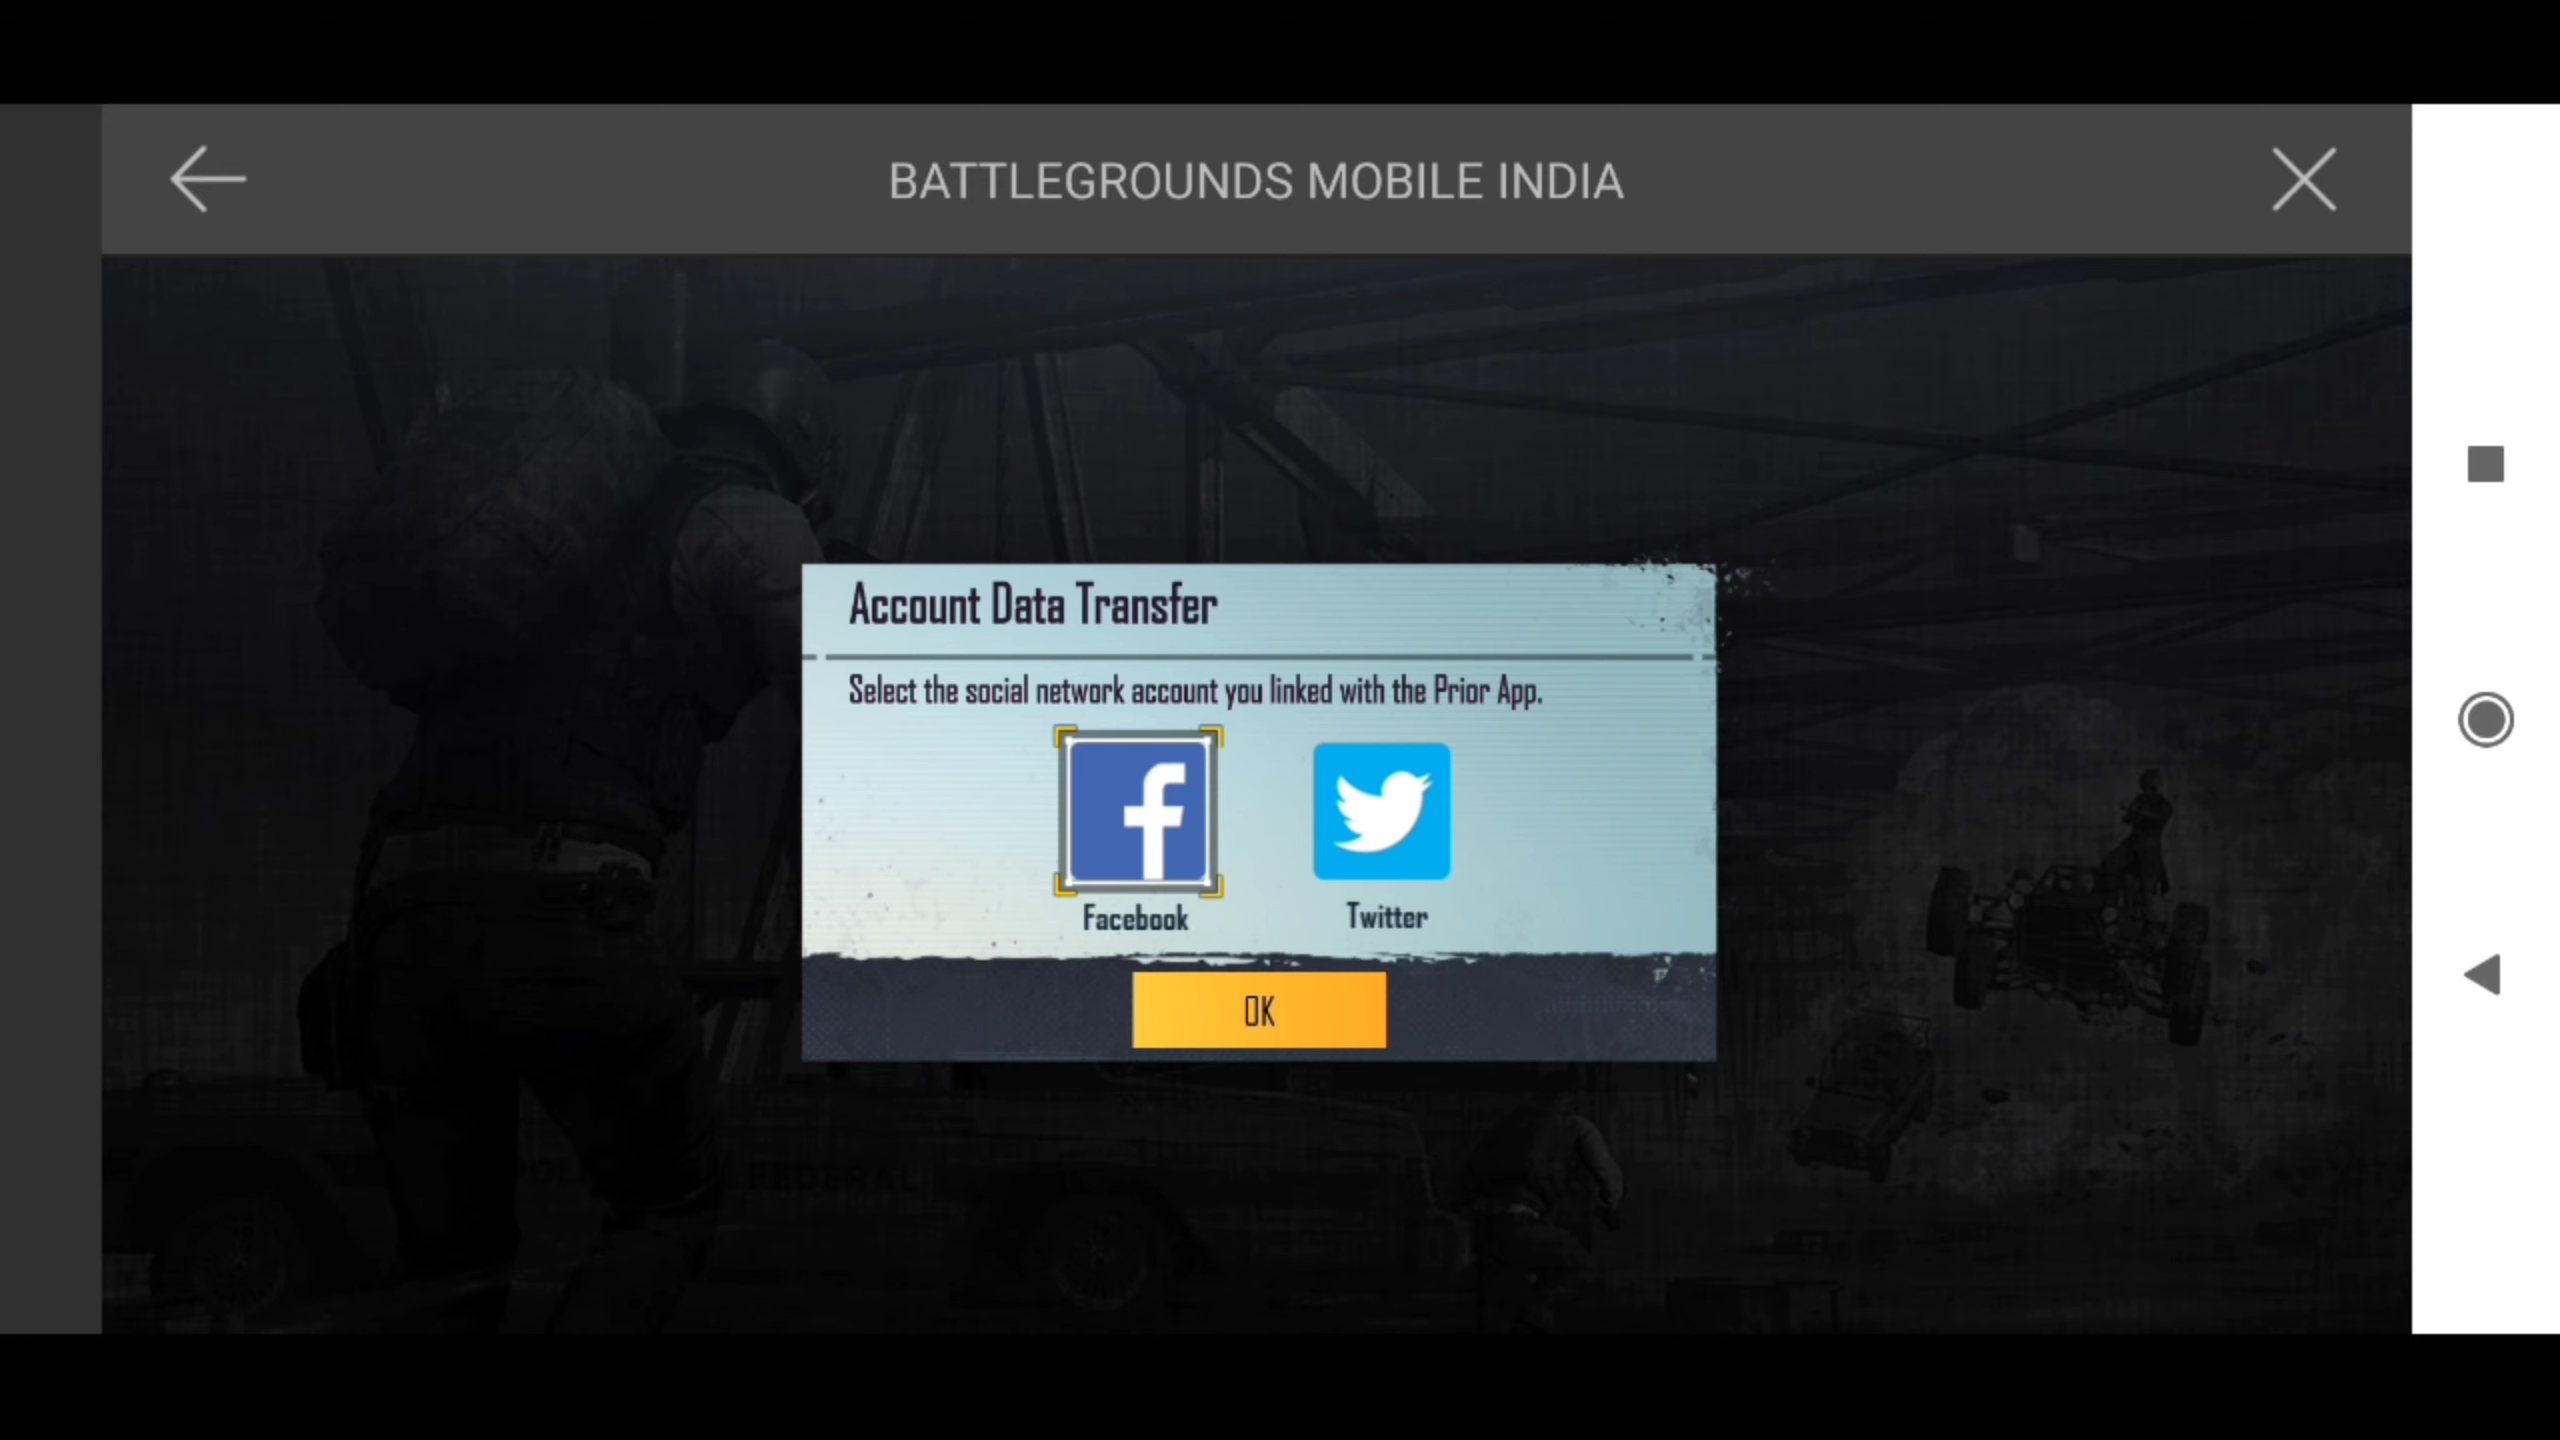 BATTLEGROUNDS MOBILE INDIA
Account Data Transfer
Select the social network account you linked with the Prior App.
Facebook
Twitter
OK
FEDERAL